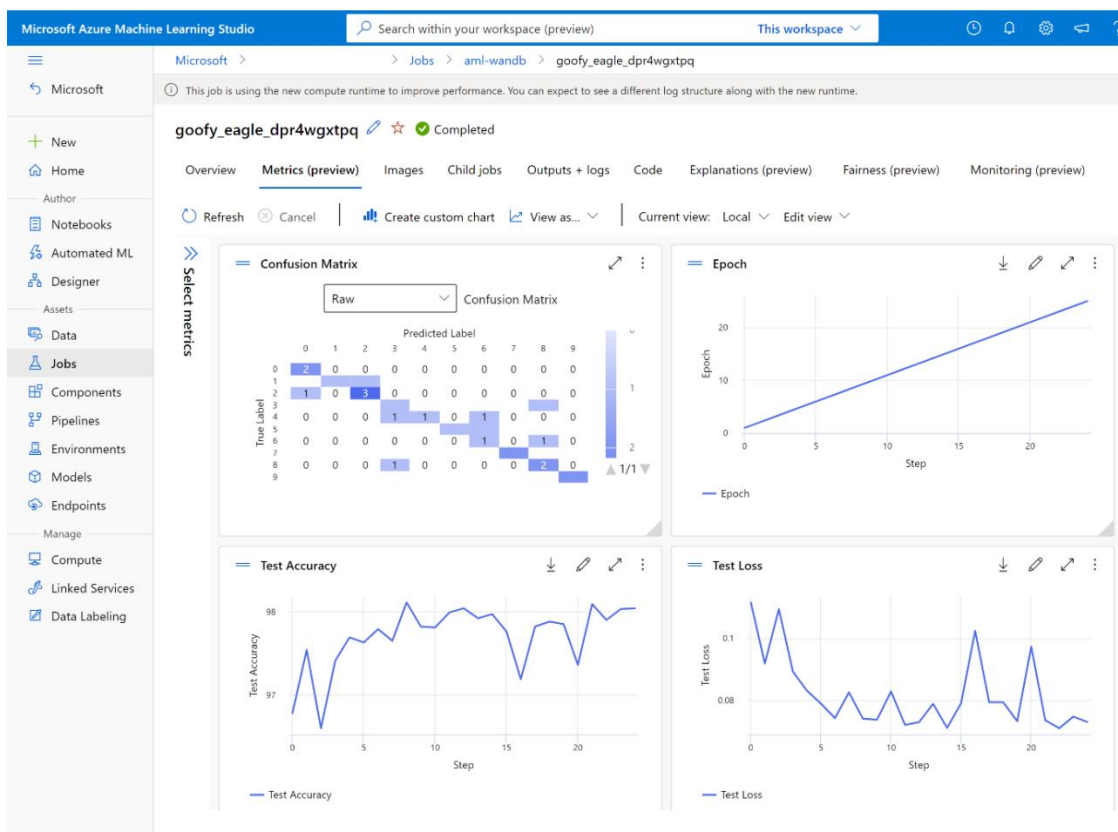 Microsoft Azure Machine Learning Studio
Search within your workspace (preview)
This workspace
Microsoft > > Jobs > aml-wandb > goofy_eagle_dpr4wgxtpq
Microsoft
This job is using the new compute runtime to improve performance. You can expect to see a different log structure along with the new runtime.
New
Home
Author
Notebooks
Automated ML
Designer
Assets
Data
Jobs
Components
Pipelines
Environments
Models
Endpoints
Manage
Compute
Linked Services
Data Labeling
goofy_eagle_dpr4wgxtpq Completed
Overview Metrics (preview) Images Child jobs Outputs + logs Code Explanations (preview) Fairness (preview) Monitoring (preview)
Refresh Cancel Create custom chart View as... Current view: Local Edit view
Select metrics
Confusion Matrix
Raw Confusion Matrix
Predicted Label
0 1 2 3 4 5 6 7 8 9
True Label
0 2 0 0 0 0 0 0 0 0 0
1
2 1 0 3 0 0 0 0 0 0 0
3
4 0 0 0 1 1 0 1 0 0 0
5
6 0 0 0 0 0 0 1 0 1 0
7
8 0 0 0 1 0 0 0 0 2 0
9
1
2
1/1
Epoch
Epoch
20
10
0
0 5 10 15 20
Step
Epoch
Test Accuracy
Test Accuracy
98
97
0 5 10 15 20
Step
Test Accuracy
Test Loss
Test Loss
0.1
0.08
0 5 10 15 20
Step
Test Loss